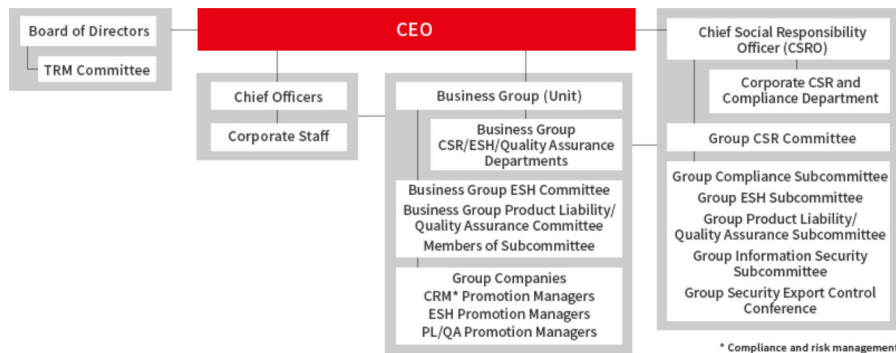 Board of Directors
TRM Committee
CEO
Chief Officers
Corporate Staff
Business Group (Unit)
Business Group
CSR/ESH/Quality Assurance
Departments
Business Group ESH Committee
Business Group Product Liability/
Quality Assurance Committee
Members of Subcommittee
Group Companies
CRM* Promotion Managers
ESH Promotion Managers
PL/QA Promotion Managers
Chief Social Responsibility
Officer (CSRO)
Corporate CSR and
Compliance Department
Group CSR Committee
Group Compliance Subcommittee
Group ESH Subcommittee
Group Product Liability/
Quality Assurance Subcommittee
Group Information Security
Subcommittee
Group Security Export Control
Conference
* Compliance and risk management